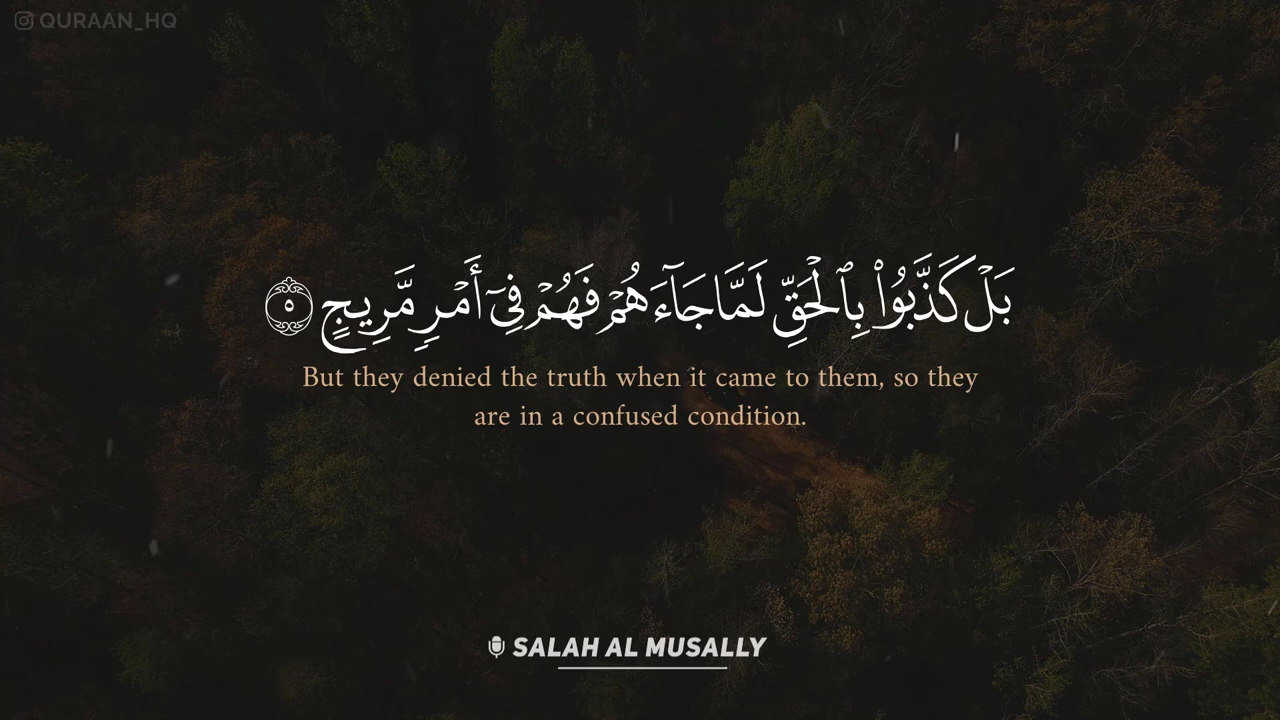 QURAAN_HQ
بَلْ كَذَّبُوا۟ بِٱلْحَقِّ لَمَّا جَآءَهُمْ فَهُمْ فِىٓ أَمْرٍ مَّرِيجٍ ٥
But they denied the truth when it came to them, so they
are in a confused condition.
SALAH AL MUSALLY